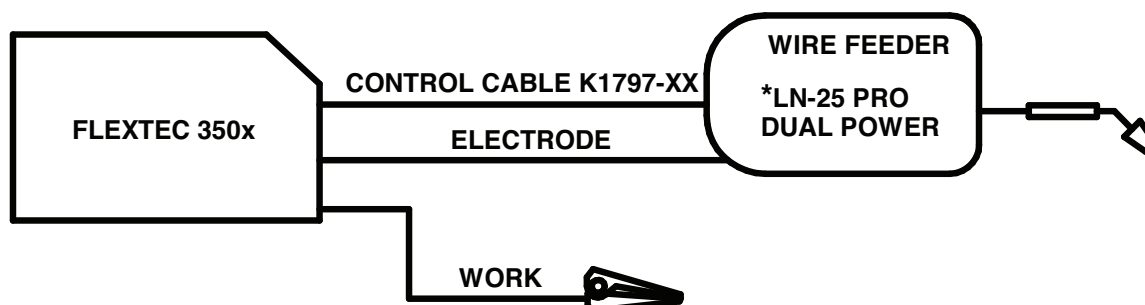 WIRE FEEDER
CONTROL CABLE K1797-XX
*LN-25 PRO
DUAL POWER
FLEXTEC 350x
ELECTRODE
WORK